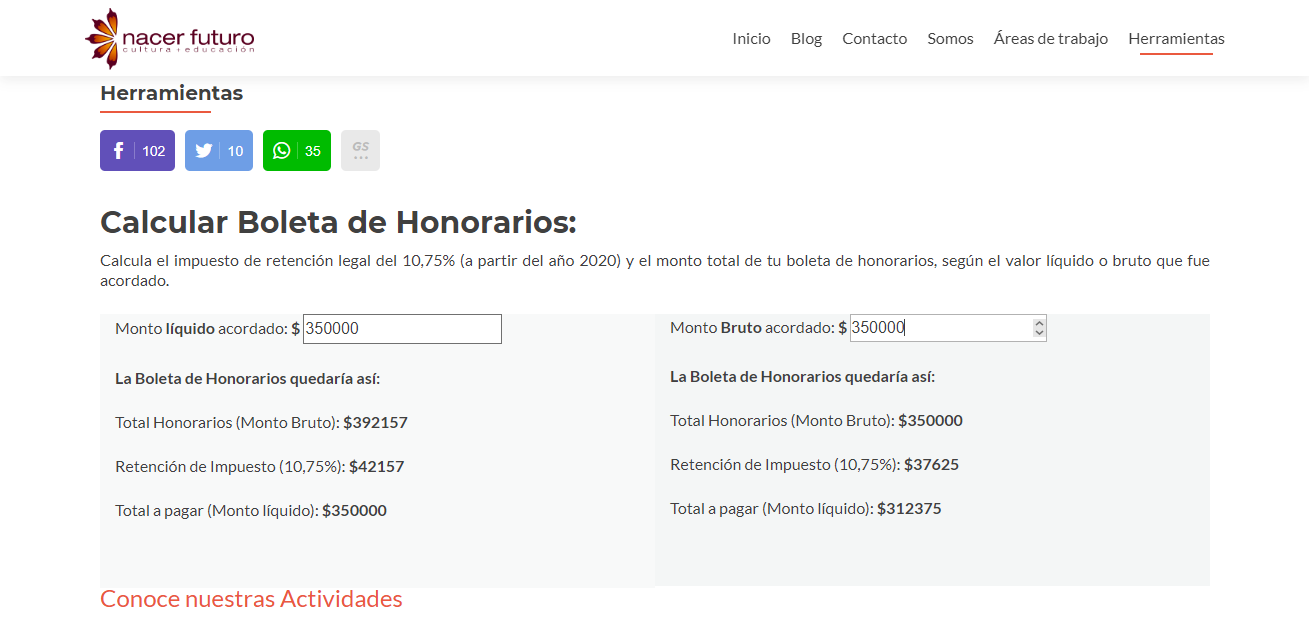 nacer futuro
cultura + educación
Inicio Blog Contacto Somos Áreas de trabajo Herramientas
Herramientas
102 10 35 GS
Calcular Boleta de Honorarios:
Calcula el impuesto de retención legal del 10,75% (a partir del año 2020) y el monto total de tu boleta de honorarios, según el valor líquido o bruto que fue
acordado.
Monto líquido acordado: $ 350000
La Boleta de Honorarios quedaría así:
Total Honorarios (Monto Bruto): $392157
Retención de Impuesto (10,75%): $42157
Total a pagar (Monto líquido): $350000
Monto Bruto acordado: $ 350000
La Boleta de Honorarios quedaría así:
Total Honorarios (Monto Bruto): $350000
Retención de Impuesto (10,75%): $37625
Total a pagar (Monto líquido): $312375
Conoce nuestras Actividades